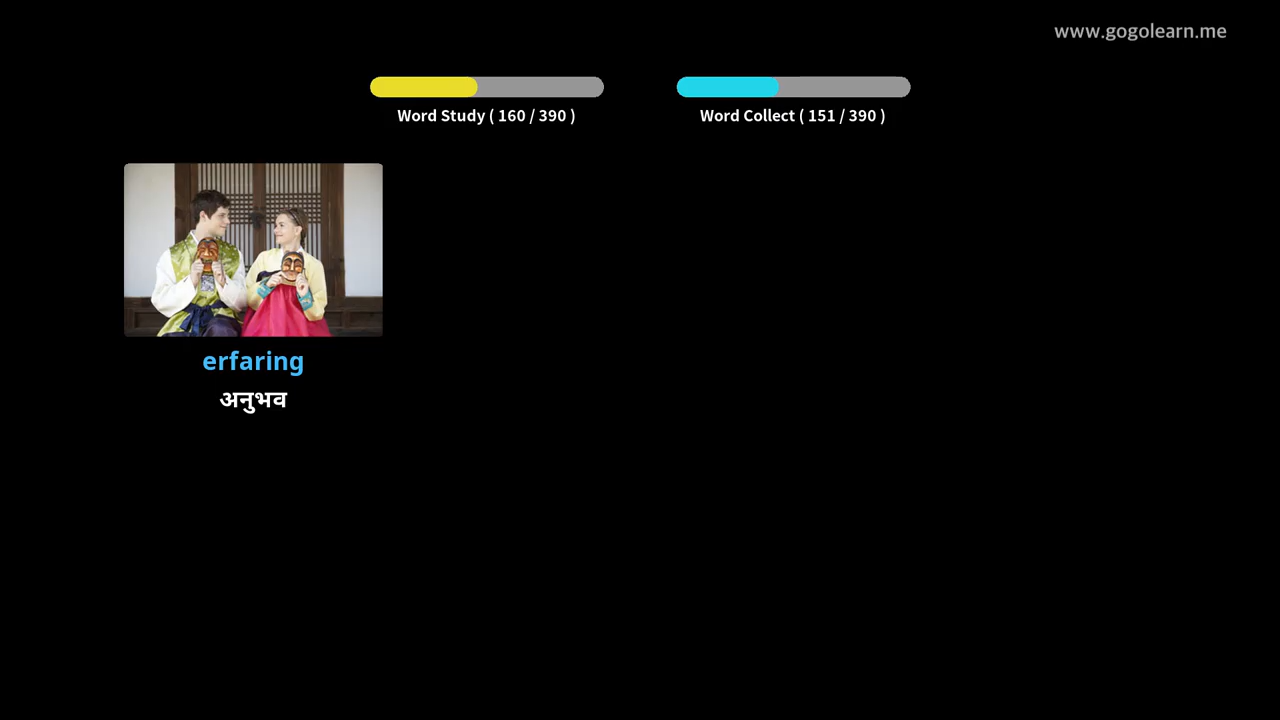 www.gogolearn.me
Word Study ( 160 / 390 )
Word Collect ( 151 / 390 )
erfaring
अनुभव